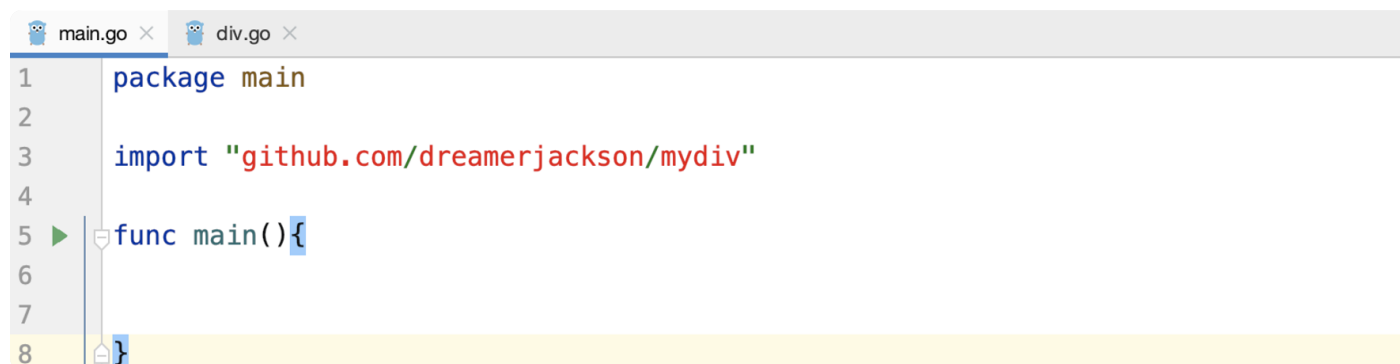 main.go div.go
1 package main
2
3 import "github.com/dreamerjackson/mydiv"
4
5 func main(){
6
7
8 }